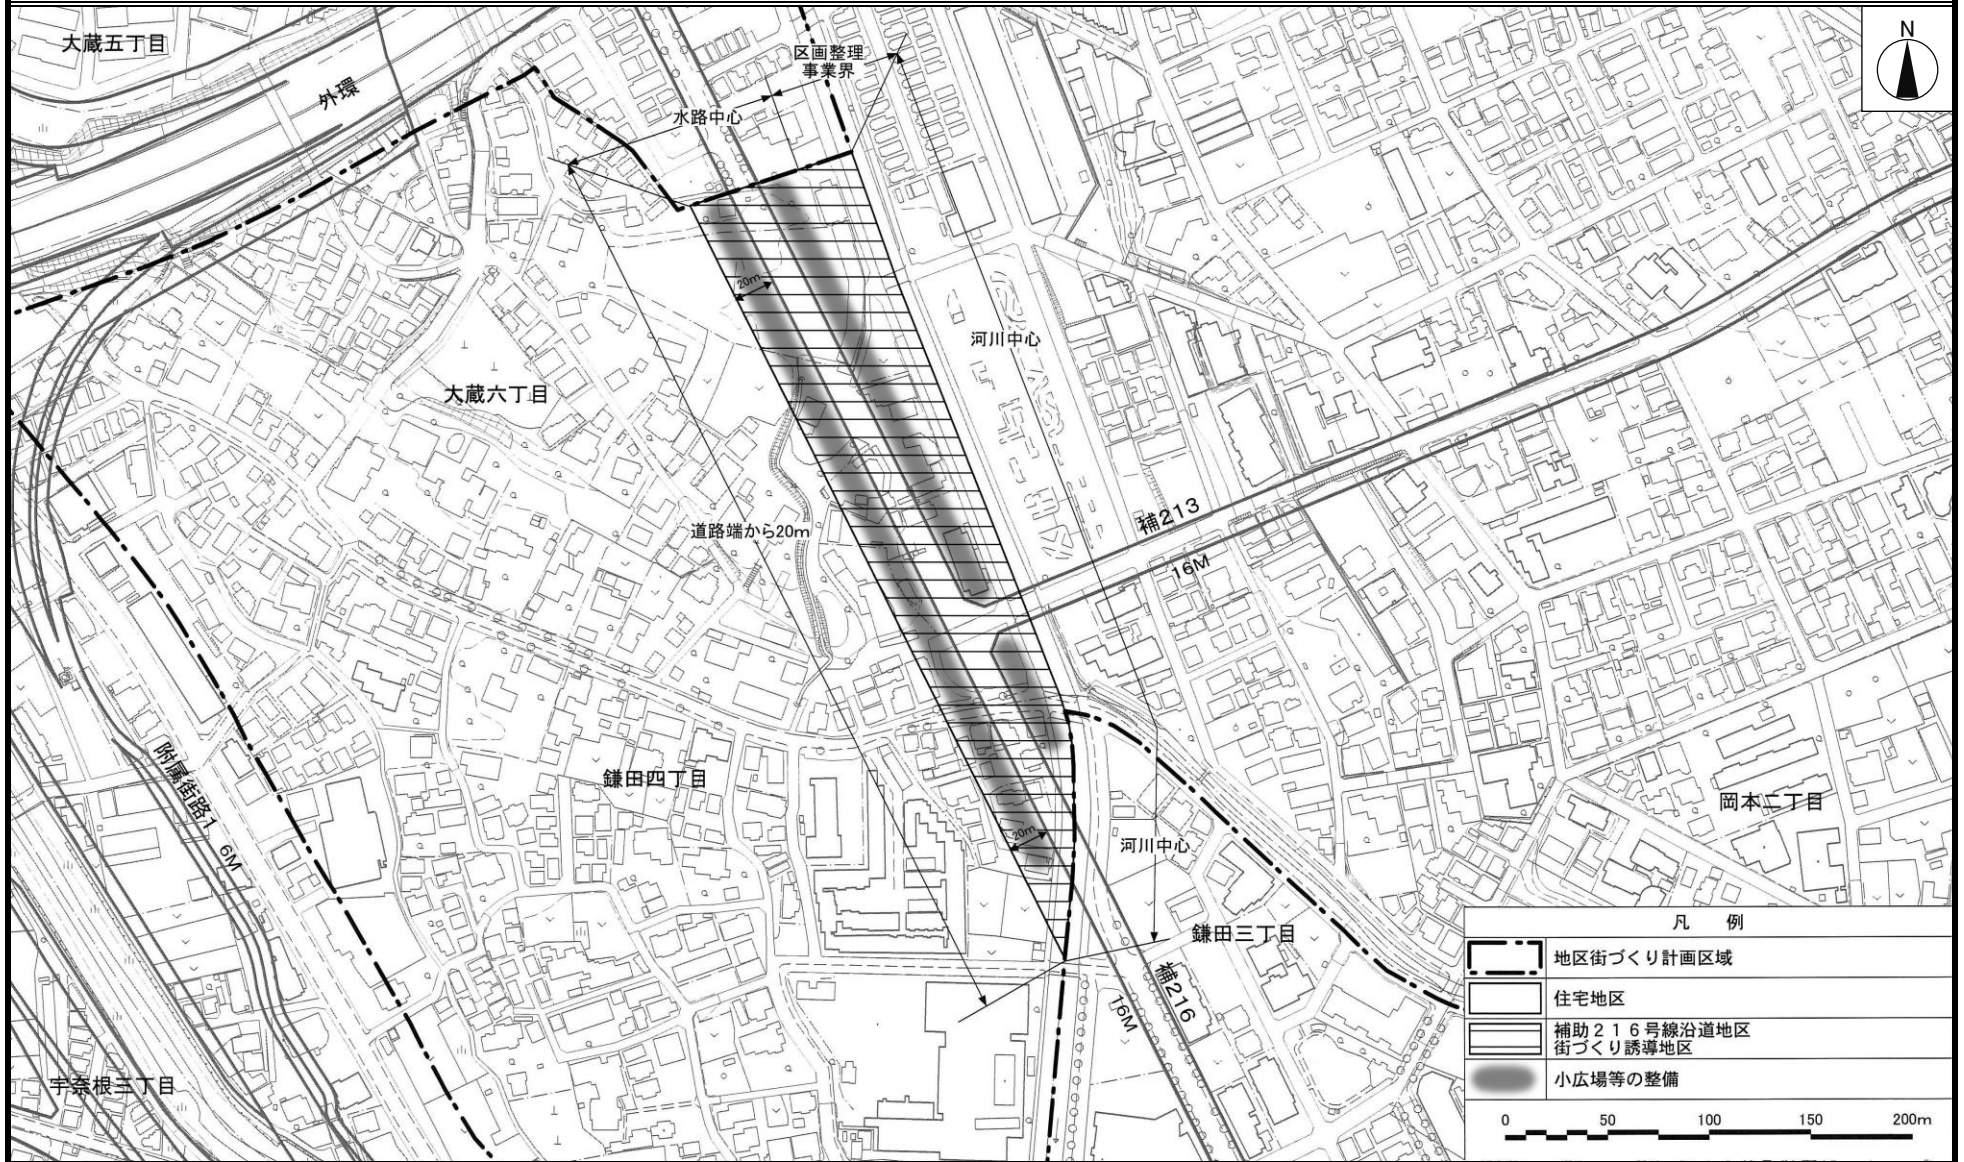 大蔵五丁目
外環
区画整理
事業界
水路中心
N
20m
河川中心
大蔵六丁目
道路端から20m
補213
16M
附属街路1 6M
鎌田四丁目
20m
河川中心
岡本二丁目
鎌田三丁目
補216
16M
宇奈根三丁目
凡 例
地区街づくり計画区域
住宅地区
補助216号線沿道地区
街づくり誘導地区
小広場等の整備
0 50 100 150 200m